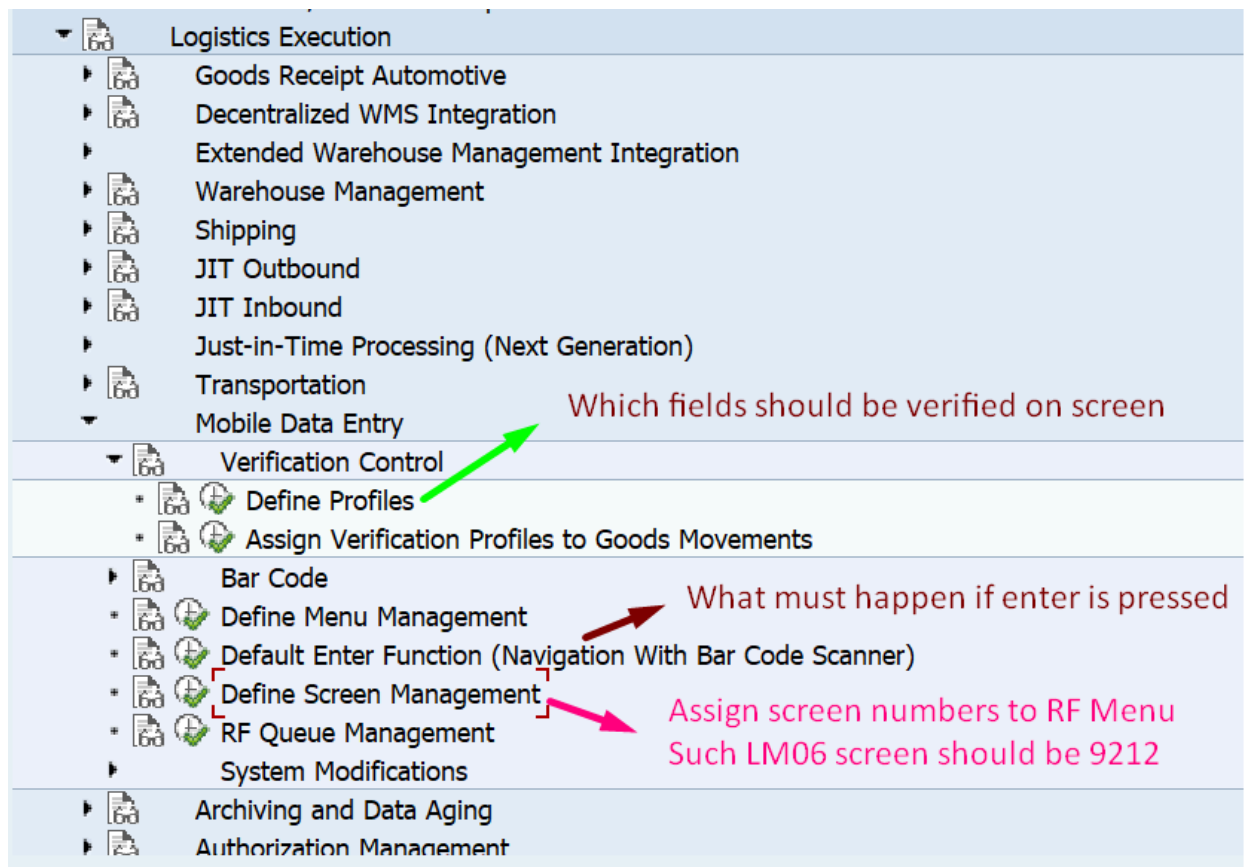 Logistics Execution
Goods Receipt Automotive
Decentralized WMS Integration
Extended Warehouse Management Integration
Warehouse Management
Shipping
JIT Outbound
JIT Inbound
Just-in-Time Processing (Next Generation)
Transportation
Which fields should be verified on screen
Mobile Data Entry
Verification Control
Define Profiles
Assign Verification Profiles to Goods Movements
Bar Code
What must happen if enter is pressed
Define Menu Management
Default Enter Function (Navigation With Bar Code Scanner)
Define Screen Management
Assign screen numbers to RF Menu
RF Queue Management
Such LM06 screen should be 9212
System Modifications
Archiving and Data Aging
Authorization Management